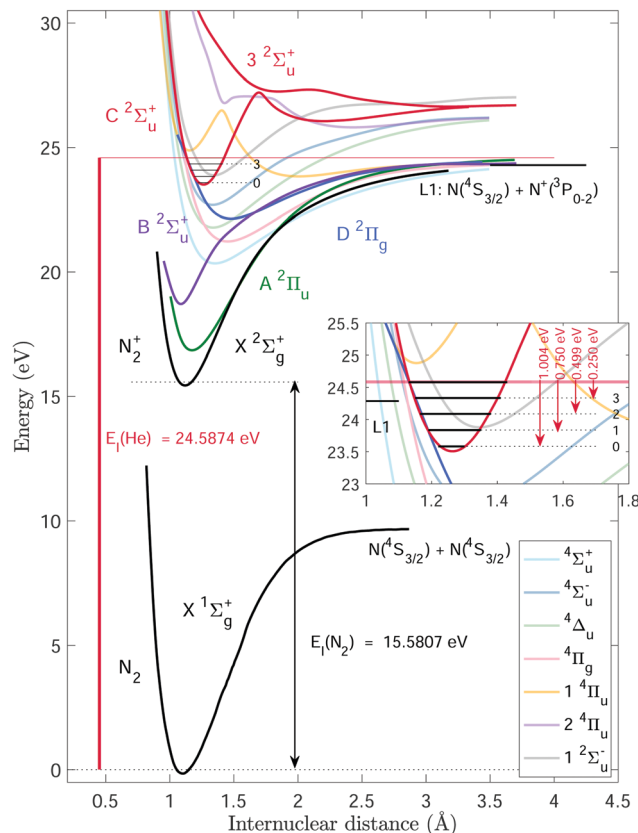 30
25
20
15
10
5
0
Energy (eV)
3 ²Σᵤ⁺
C ²Σᵤ⁺
3
0
L1: N(⁴S₃/₂) + N⁺(³P₀₋₂)
B ²Σᵤ⁺
D ²Πg
A ²Πᵤ
N₂⁺
X ²Σg⁺
E_I(He) = 24.5874 eV
25.5
25
24.5
24
23.5
23
1.004 eV
0.750 eV
0.499 eV
0.250 eV
L1
3
2
1
0
1
1.2
1.4
1.6
1.8
N(⁴S₃/₂) + N(⁴S₃/₂)
X ¹Σg⁺
E_I(N₂) = 15.5807 eV
N₂
⁴Σᵤ⁺
⁴Σᵤ⁻
⁴Δᵤ
⁴Πg
1 ⁴Πᵤ
2 ⁴Πᵤ
1 ²Σᵤ⁻
0.5
1
1.5
2
2.5
3
3.5
4
4.5
Internuclear distance (Å)